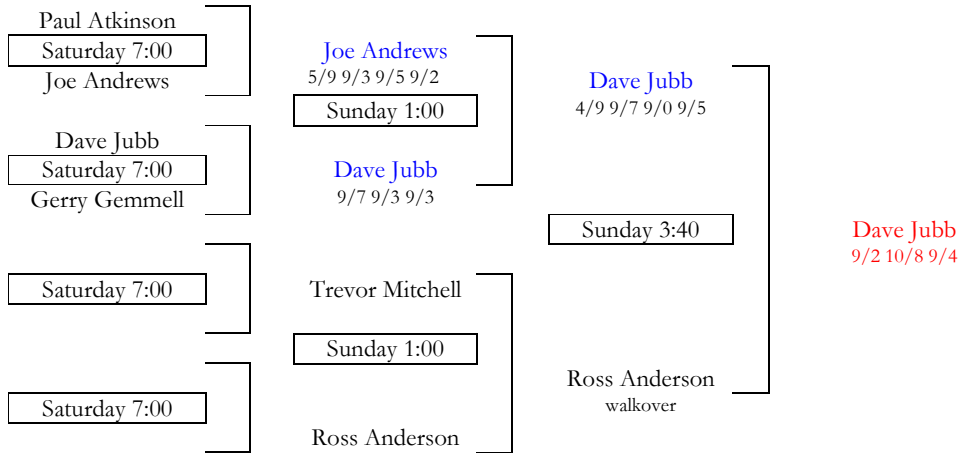 Paul Atkinson
Saturday 7:00
Joe Andrews
Dave Jubb
Saturday 7:00
Gerry Gemmell
Saturday 7:00
Saturday 7:00
Joe Andrews
5/9 9/3 9/5 9/2
Sunday 1:00
Dave Jubb
9/7 9/3 9/3
Trevor Mitchell
Sunday 1:00
Ross Anderson
Dave Jubb
4/9 9/7 9/0 9/5
Sunday 3:40
Ross Anderson
walkover
Dave Jubb
9/2 10/8 9/4